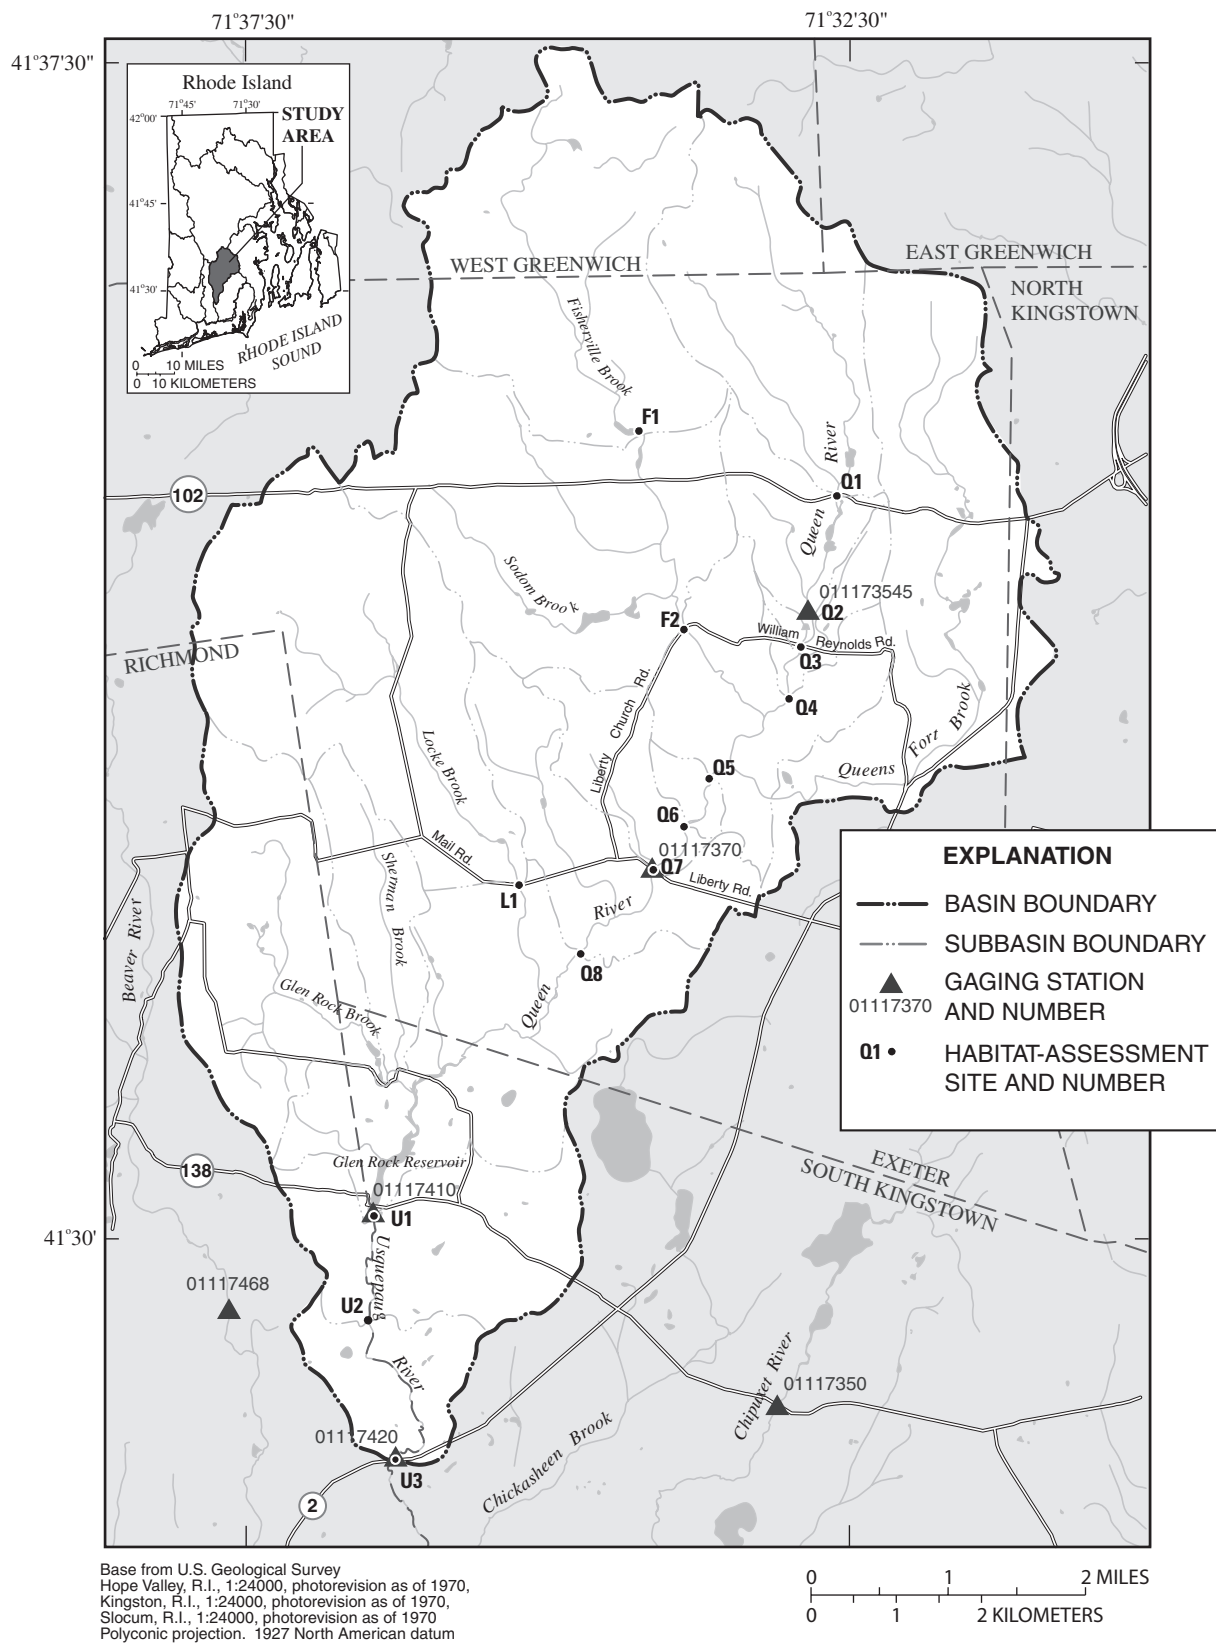 71°37'30"
71°32'30"
41°37'30"
Rhode Island
71°45'
71°30'
STUDY
AREA
42°00'
41°45'
41°30'
RHODE ISLAND
SOUND
0 10 MILES
0 10 KILOMETERS
WEST GREENWICH
EAST GREENWICH
NORTH
KINGSTOWN
Fisherville Brook
F1
River
Q1
102
Queen
Sodom Brook
011173545
Q2
F2
William Reynolds Rd.
Q3
RICHMOND
Q4
Liberty Church Rd.
Fort Brook
Queens
Locke Brook
Q5
Q6
01117370
Q7
Mail Rd.
Liberty Rd.
L1
Sherman Brook
River
Beaver River
Q8
Queen
Glen Rock Brook
EXPLANATION
BASIN BOUNDARY
SUBBASIN BOUNDARY
GAGING STATION
01117370 AND NUMBER
Q1 HABITAT-ASSESSMENT
SITE AND NUMBER
Glen Rock Reservoir
138
01117410
U1
EXETER
SOUTH KINGSTOWN
41°30'
Usquepaug
01117468
U2
River
01117350
Chipuxet River
01117420
U3
Chickasheen Brook
2
Base from U.S. Geological Survey
Hope Valley, R.I., 1:24000, photorevision as of 1970,
Kingston, R.I., 1:24000, photorevision as of 1970,
Slocum, R.I., 1:24000, photorevision as of 1970
Polyconic projection. 1927 North American datum
0 1 2 MILES
0 1 2 KILOMETERS